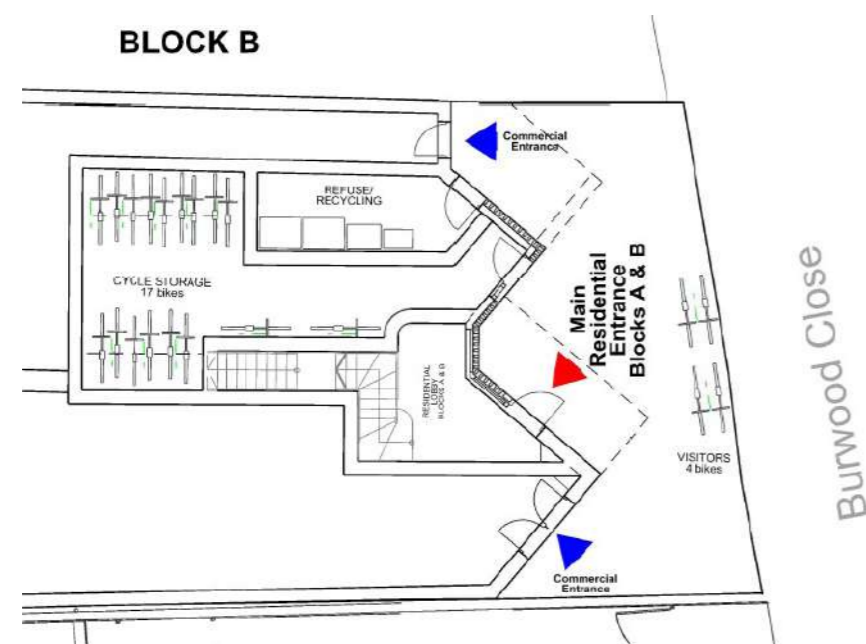 BLOCK B
Commercial
Entrance
REFUSE/
RECYCLING
CYCLE STORAGE
17 bikes
Main
Residential
Entrance
Blocks A & B
RESIDENTIAL
LOBBY
BLOCKS A & B
VISITORS
4 bikes
Burwood Close
Commercial
Entrance